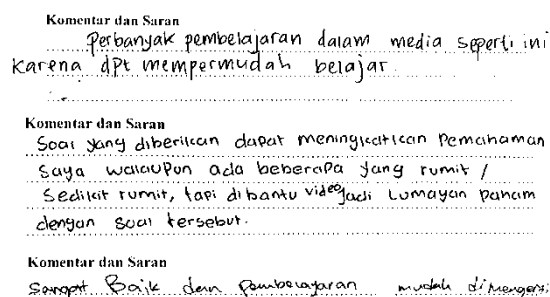 Komentar dan Saran
Perbanyak pembelajaran dalam media seperti ini
karena dpt mempermudah belajar.
Komentar dan Saran
Soal yang diberikan dapat meningkatkan Pemahaman
saya walaupun ada beberapa yang rumit /
Sedikit rumit, tapi dibantu video jadi Lumayan paham
dengan soal tersebut.
Komentar dan Saran
Sangat Baik dan Pembelajaran mudah dimengerti